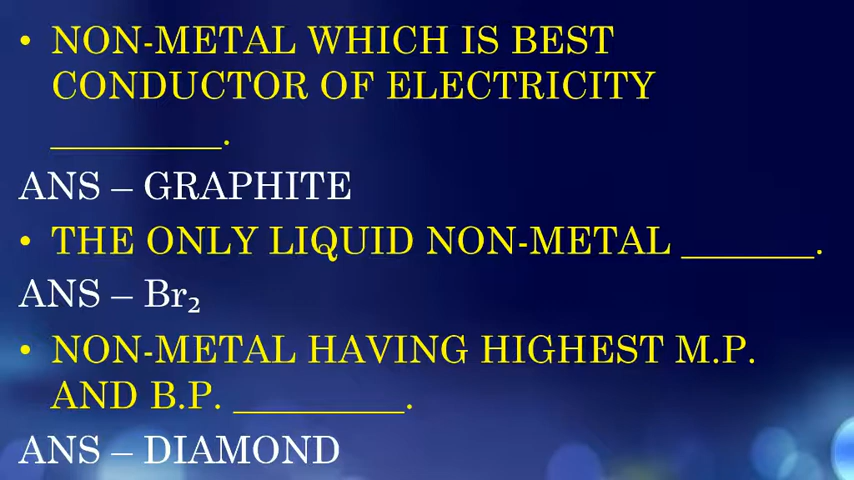 • NON-METAL WHICH IS BEST
CONDUCTOR OF ELECTRICITY
_________.
ANS – GRAPHITE
• THE ONLY LIQUID NON-METAL _______.
ANS – Br₂
• NON-METAL HAVING HIGHEST M.P.
AND B.P. _________.
ANS – DIAMOND